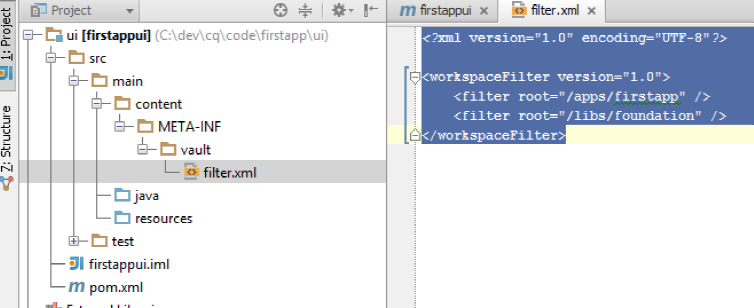 1: Project
Z: Structure
Project
ui [firstappui] (C:\dev\cq\code\firstapp\ui)
src
main
content
META-INF
vault
filter.xml
java
resources
test
firstappui.iml
m pom.xml
m firstappui ×
filter.xml ×
<?xml version="1.0" encoding="UTF-8"?>
<workspaceFilter version="1.0">
<filter root="/apps/firstapp" />
<filter root="/libs/foundation" />
</workspaceFilter>